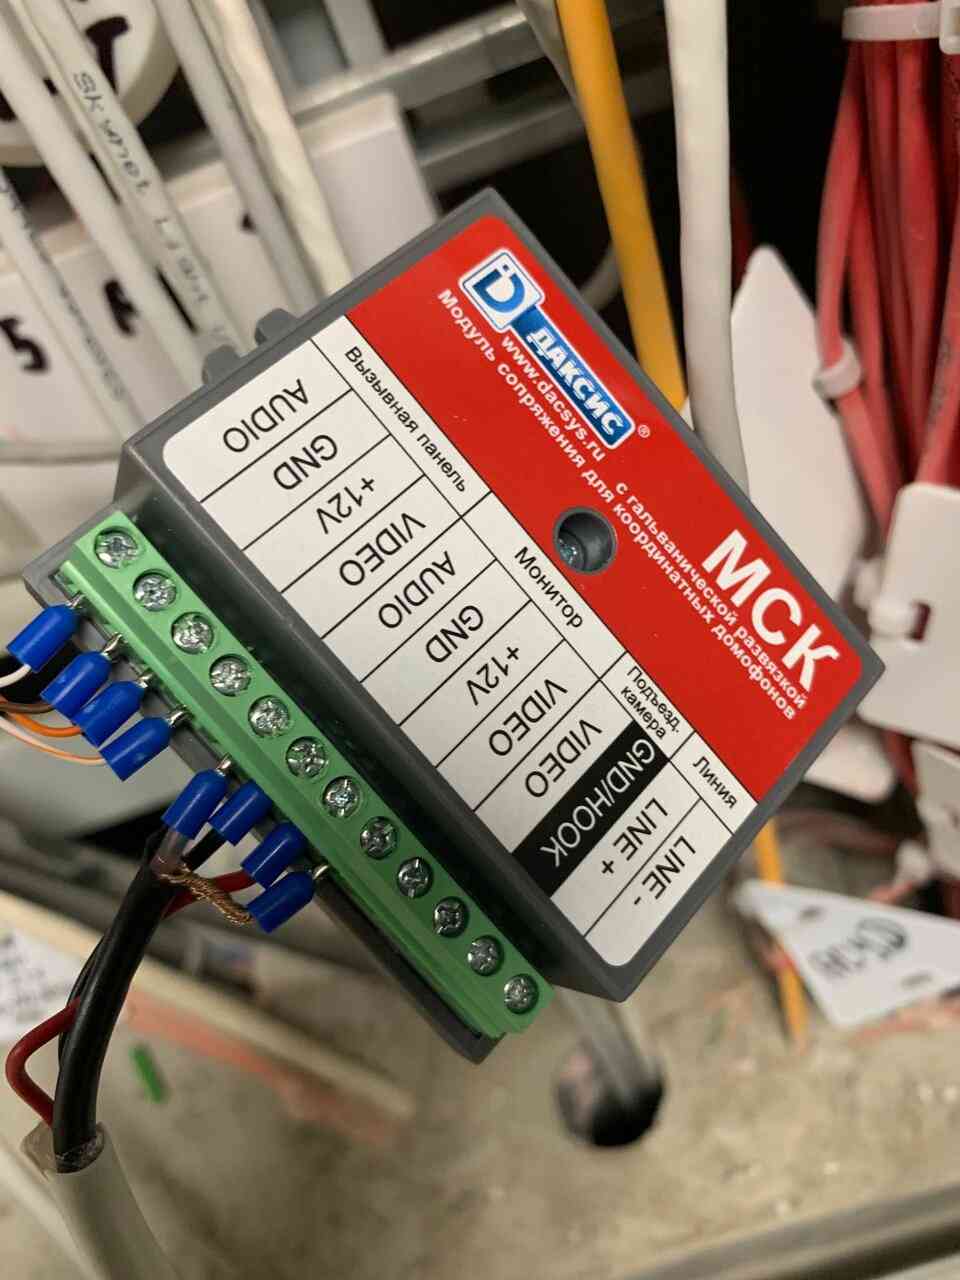 ДАКСИС®
www.dacsys.ru
МСК
Модуль сопряжения для координатных домофонов
с гальванической развязкой
Вызывная панель
AUDIO
GND
+12V
VIDEO
Монитор
AUDIO
GND
+12V
VIDEO
Подъезд.
камера
VIDEO
GND/HOOK
Линия
LINE +
LINE -
5